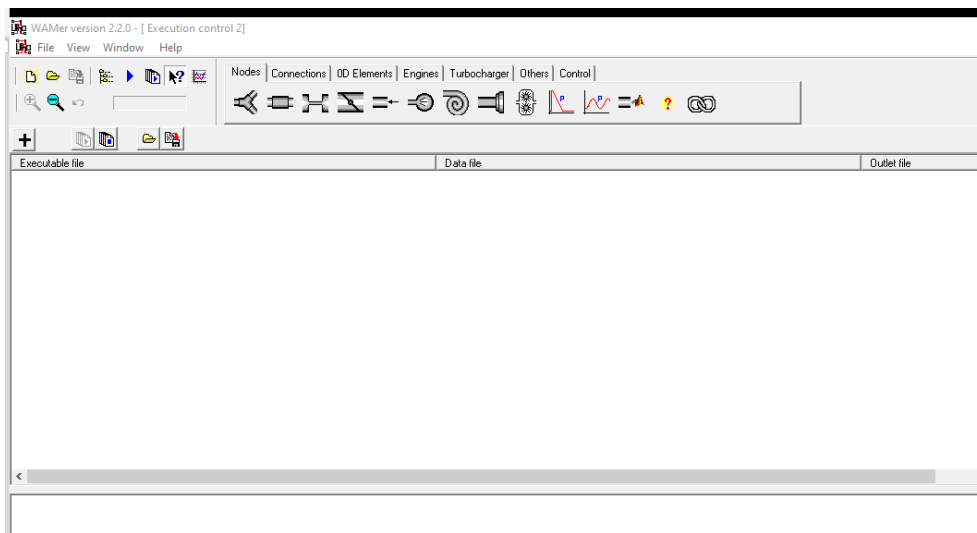 WAMer version 2.2.0 - [ Execution control 2]
File View Window Help
Nodes Connections 0D Elements Engines Turbocharger Others Control
Executable file Data file Outlet file